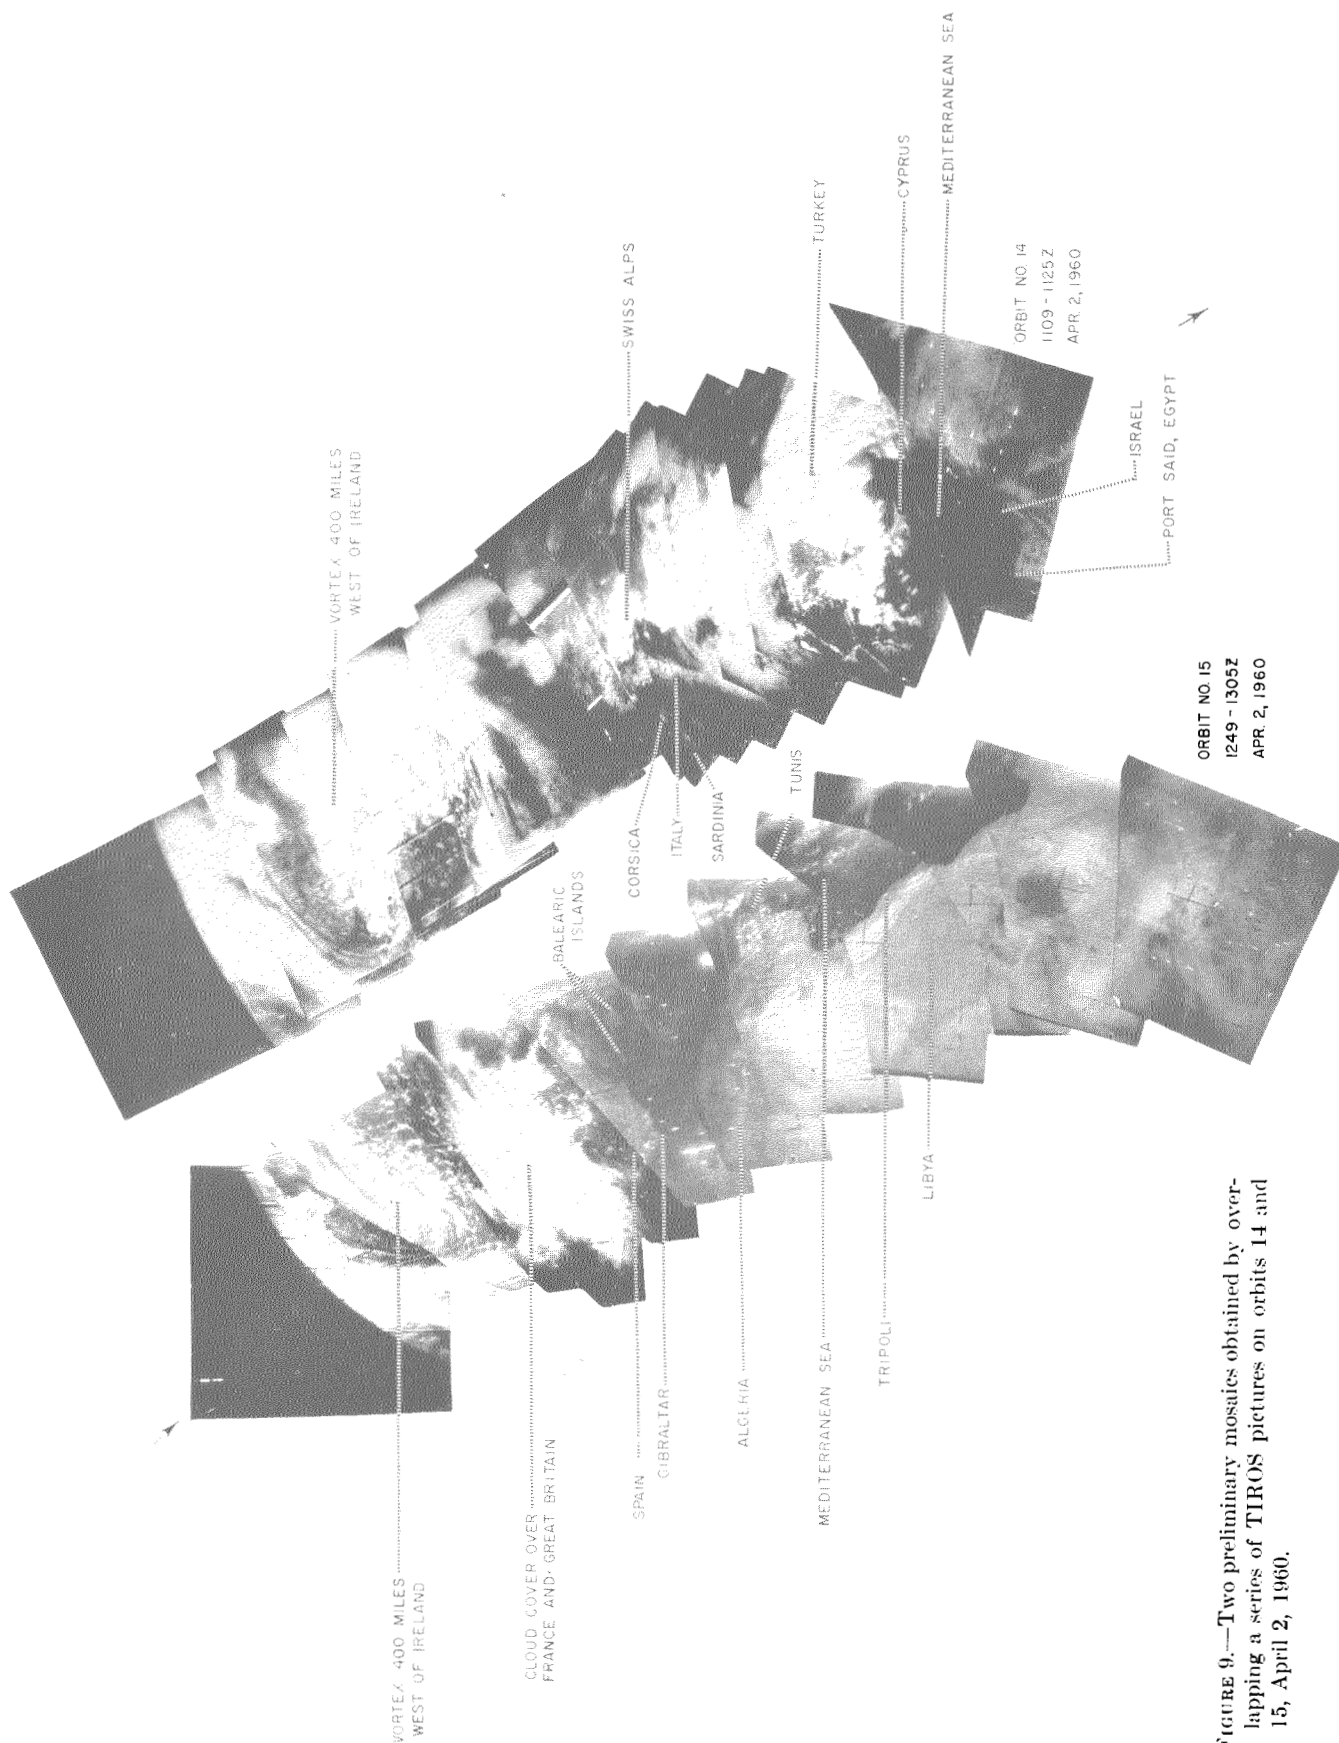 VORTEX 400 MILES
WEST OF IRELAND
SWISS ALPS
TURKEY
CYPRUS
MEDITERRANEAN SEA
ORBIT NO. 14
1109 - 1125Z
APR. 2, 1960
ISRAEL
PORT SAID, EGYPT
CORSICA
ITALY
SARDINIA
BALEARIC
ISLANDS
TUNIS
ORBIT NO. 15
1249 - 1305Z
APR. 2, 1960
VORTEX 400 MILES
WEST OF IRELAND
CLOUD COVER OVER
FRANCE AND GREAT BRITAIN
SPAIN
GIBRALTAR
ALGERIA
MEDITERRANEAN SEA
TRIPOLI
LIBYA
FIGURE 9.—Two preliminary mosaics obtained by over-
lapping a series of TIROS pictures on orbits 14 and
15, April 2, 1960.